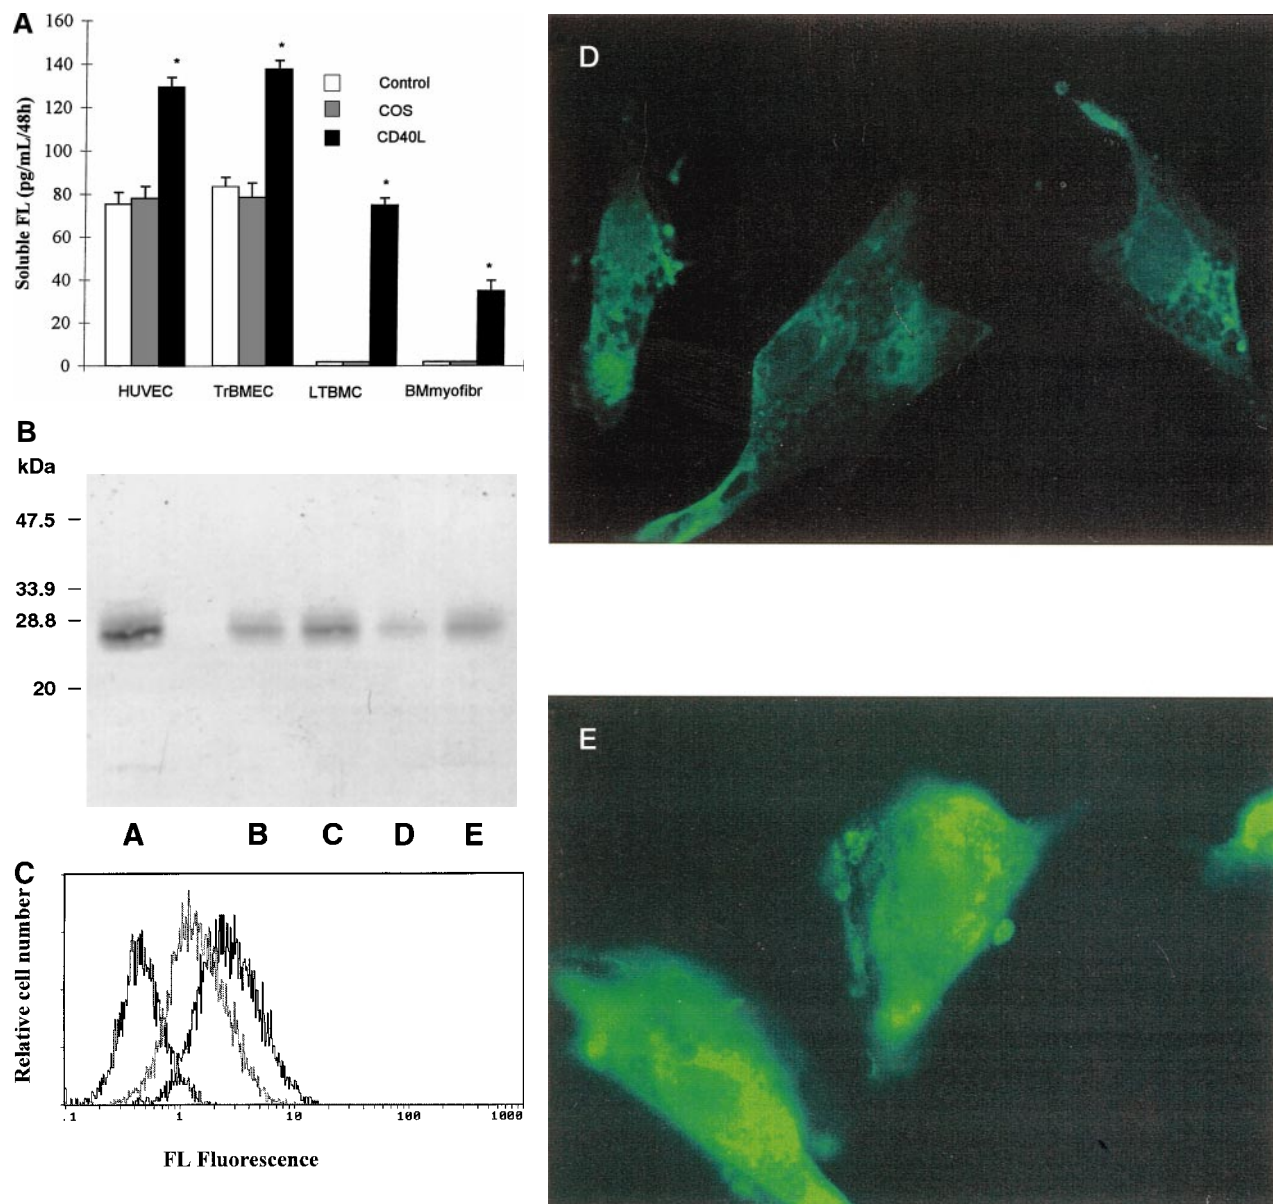 A
160
140
120
100
80
60
40
20
0
Soluble FL (pg/mL/48h)
*
*
*
*
Control
COS
CD40L
HUVEC
TrBMEC
LTBMC
BMmyofibr
B
kDa
47.5
33.9
28.8
20
A B C D E
C
Relative cell number
.1 1 10 100 1000
FL Fluorescence
D
E